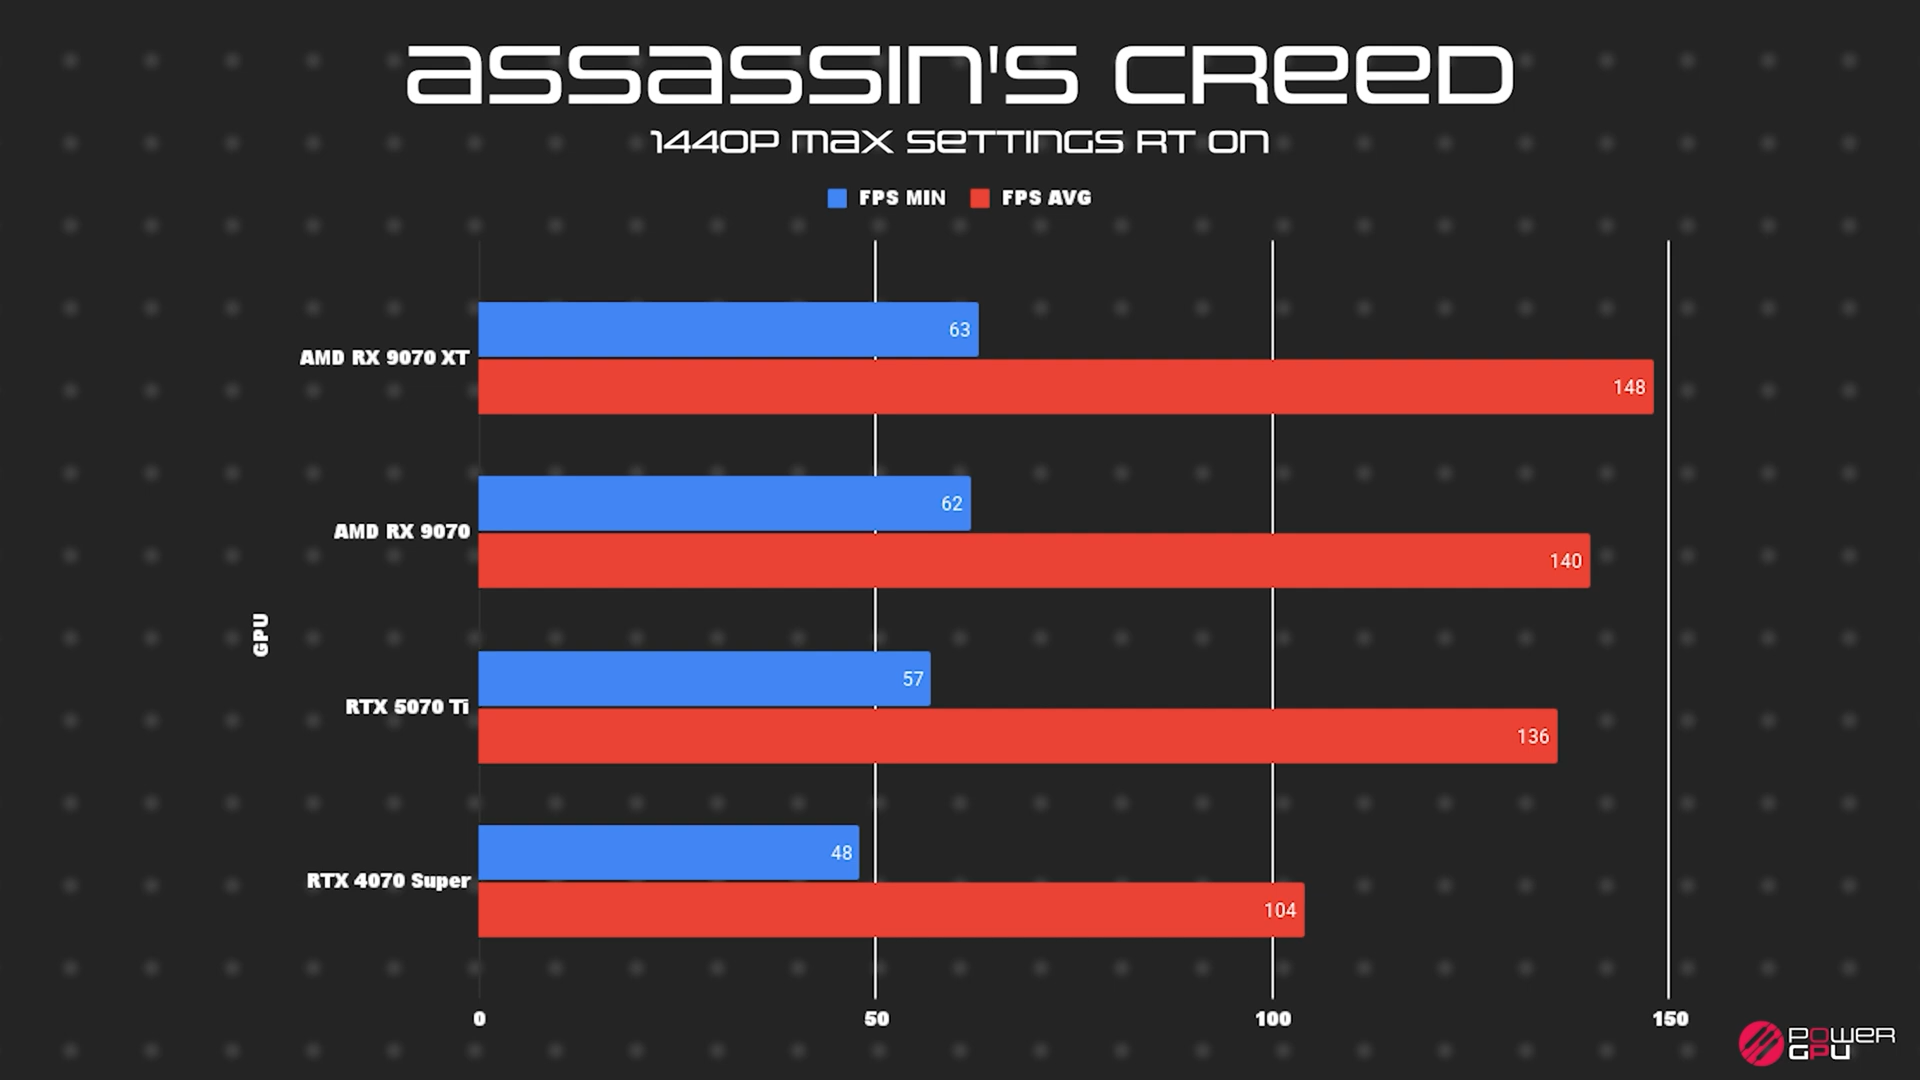 ASSASSIN'S CREED
1440P MAX SETTINGS RT ON
FPS MIN FPS AVG
AMD RX 9070 XT
63
148
AMD RX 9070
62
140
GPU
RTX 5070 Ti
57
136
RTX 4070 Super
48
104
0 50 100 150
POWER
GPU